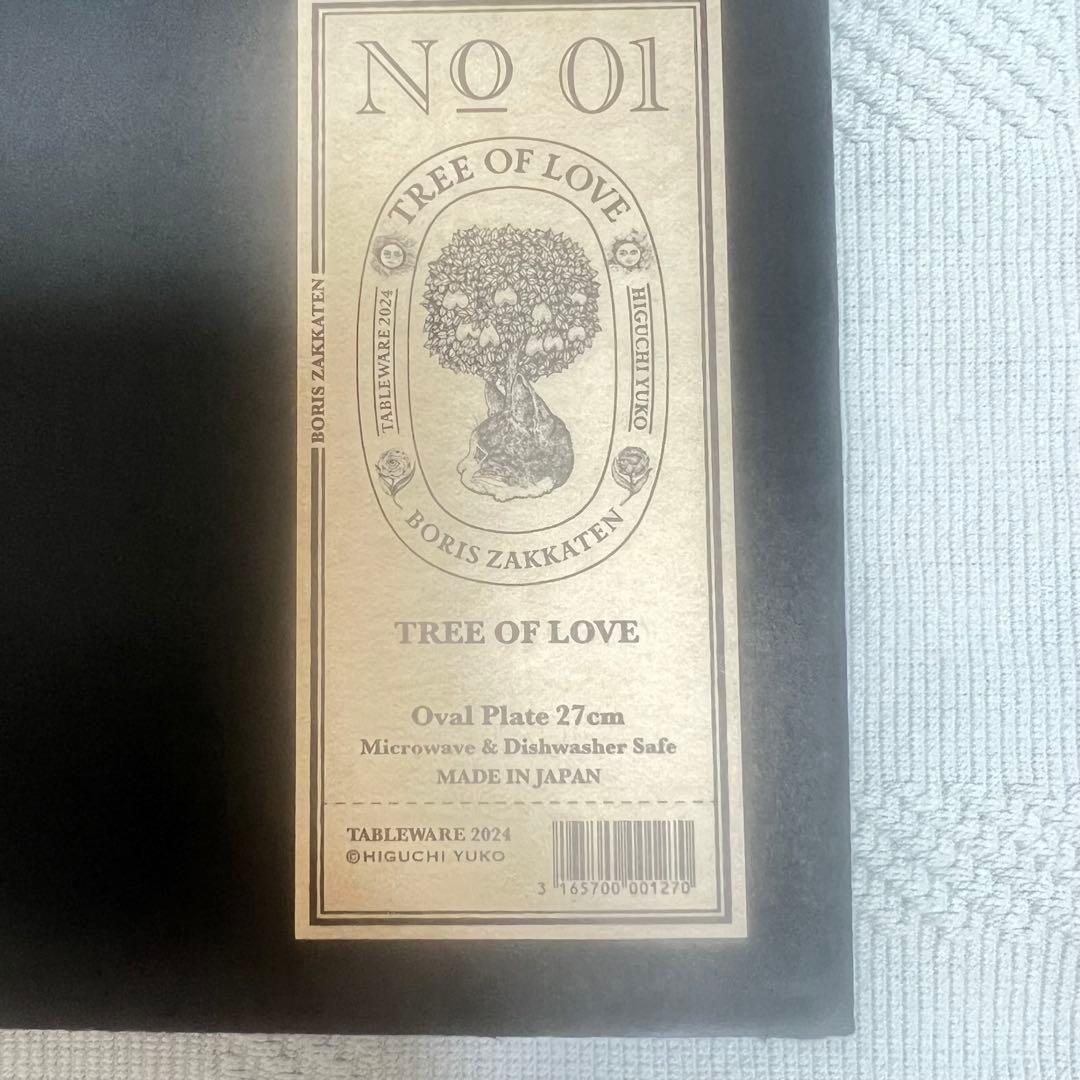 No 01
TREE OF LOVE
TABLEWARE 2024
HIGUCHI YUKO
BORIS ZAKKATEN
BORIS ZAKKATEN
TREE OF LOVE
Oval Plate 27cm
Microwave & Dishwasher Safe
MADE IN JAPAN
TABLEWARE 2024
©HIGUCHI YUKO
3 165700 001270